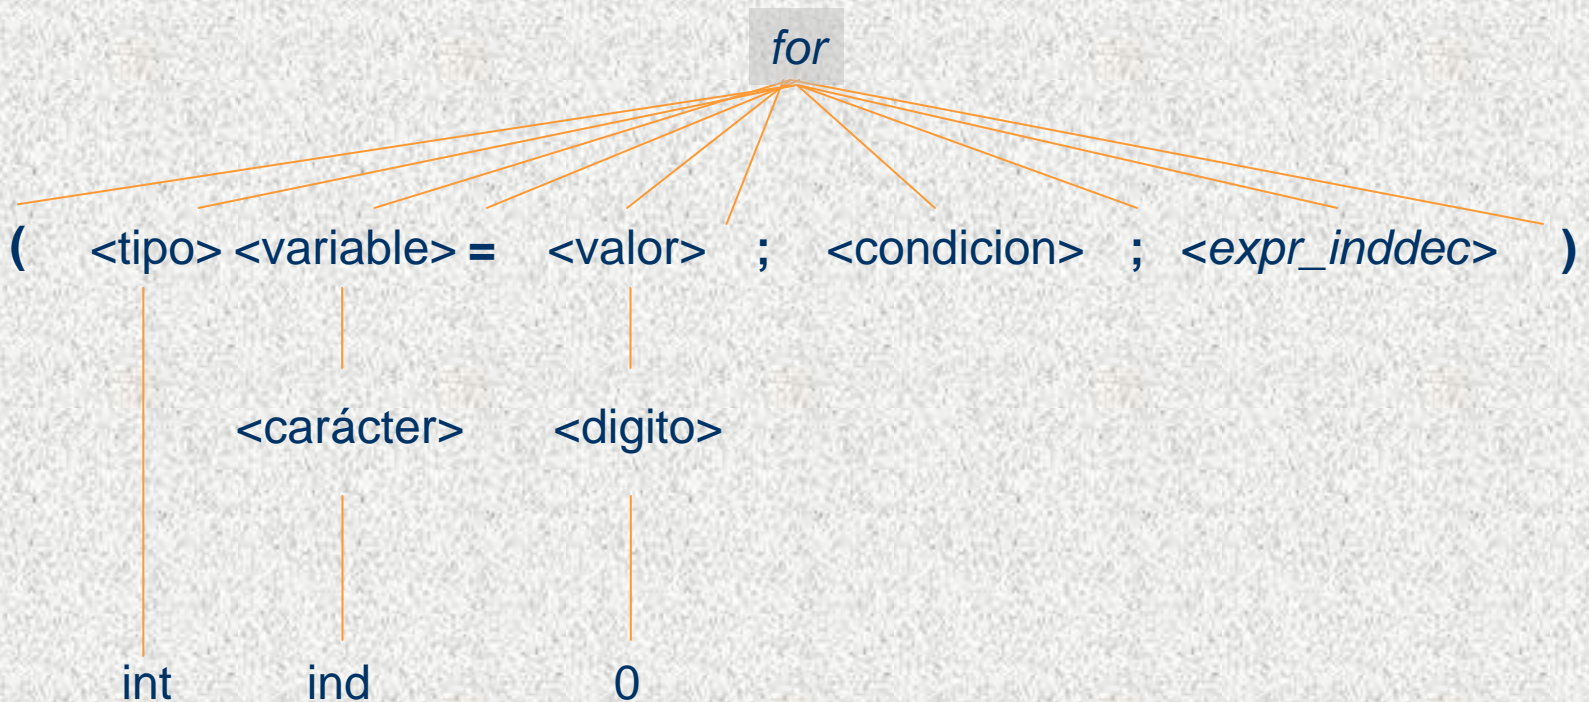 for
( <tipo> <variable> = <valor> ; <condicion> ; <expr_inddec> )
<carácter> <digito>
int ind 0